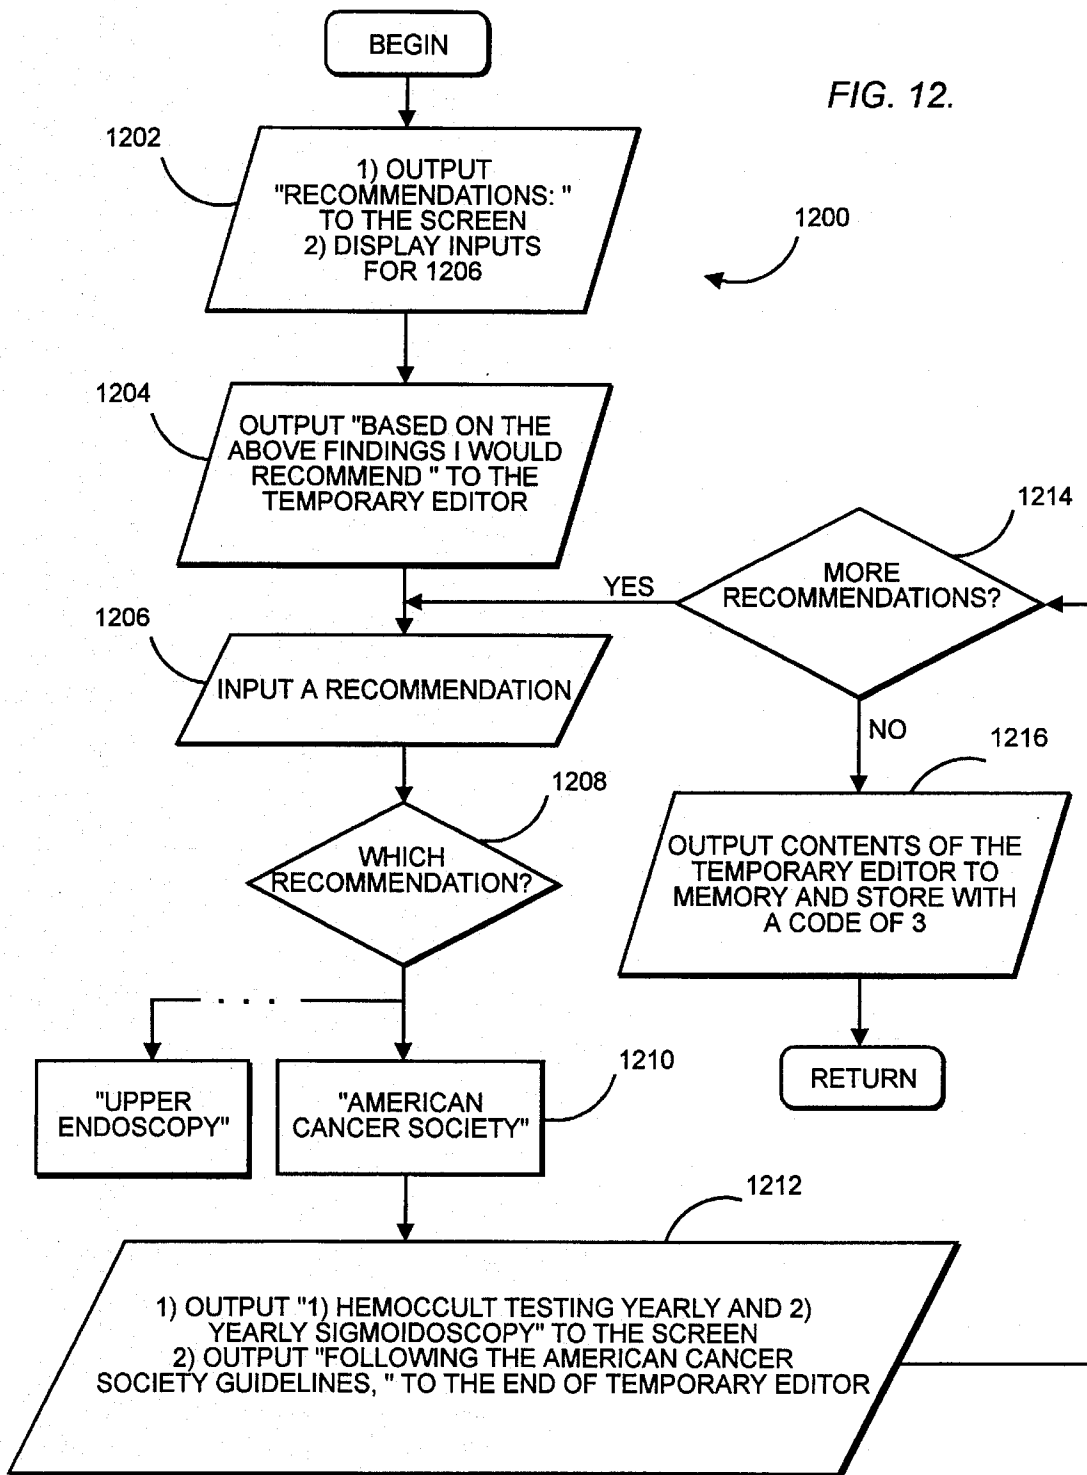 BEGIN
FIG. 12.
1202
1) OUTPUT
"RECOMMENDATIONS: "
TO THE SCREEN
2) DISPLAY INPUTS
FOR 1206
1200
1204
OUTPUT "BASED ON THE
ABOVE FINDINGS I WOULD
RECOMMEND " TO THE
TEMPORARY EDITOR
1214
MORE
RECOMMENDATIONS?
YES
1206
INPUT A RECOMMENDATION
NO
1216
1208
WHICH
RECOMMENDATION?
OUTPUT CONTENTS OF THE
TEMPORARY EDITOR TO
MEMORY AND STORE WITH
A CODE OF 3
. . .
"UPPER
ENDOSCOPY"
"AMERICAN
CANCER SOCIETY"
1210
RETURN
1212
1) OUTPUT "1) HEMOCCULT TESTING YEARLY AND 2)
YEARLY SIGMOIDOSCOPY" TO THE SCREEN
2) OUTPUT "FOLLOWING THE AMERICAN CANCER
SOCIETY GUIDELINES, " TO THE END OF TEMPORARY EDITOR